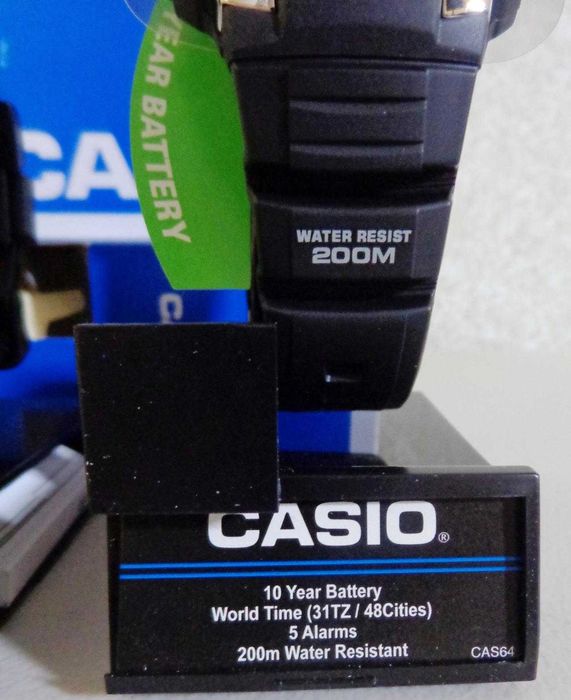 YEAR BATTERY
CA
WATER RESIST
200M
CASIO®
10 Year Battery
World Time (31TZ / 48Cities)
5 Alarms
200m Water Resistant
CAS64